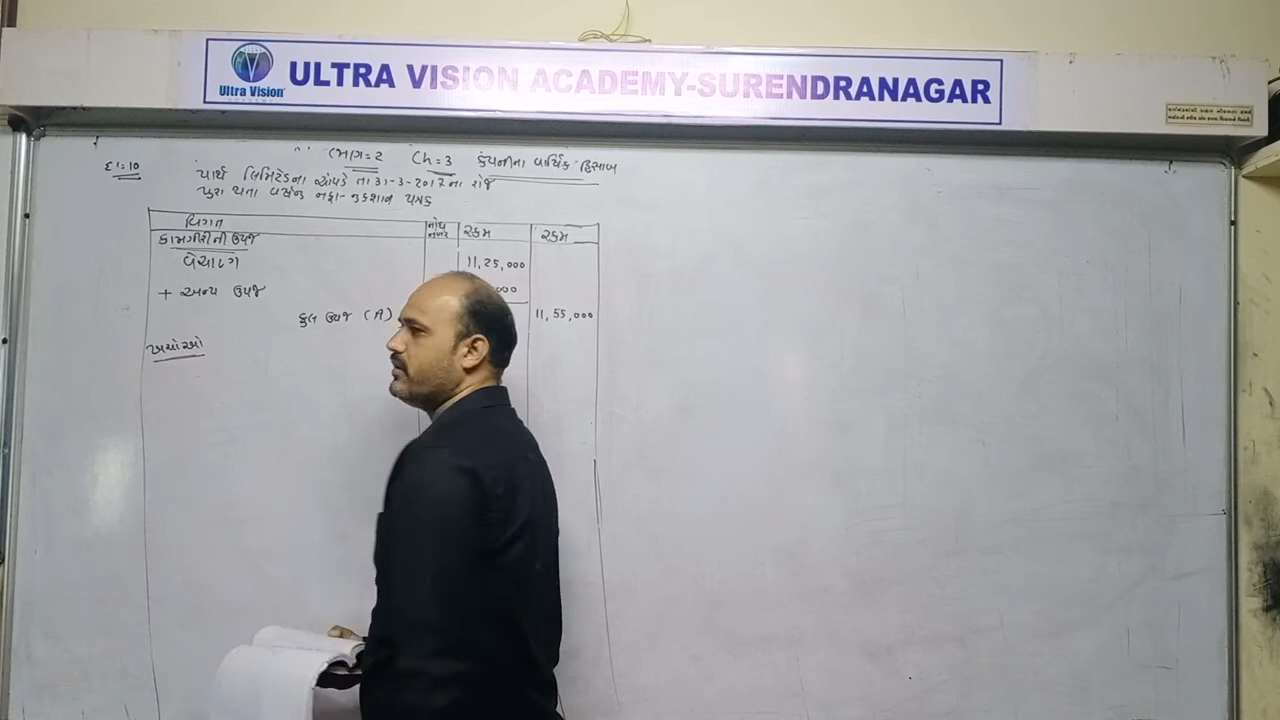 Ultra Vision
ACADEMY
ULTRA VISION ACADEMY-SURENDRANAGAR
ભાગ=2 Ch=3 કંપનીના વાર્ષિક હિસાબ
દા:10
પાર્થ લિમિટેડના ચોપડે તા 31-3-2017ના રોજ
પુરા થતા વર્ષનું નફા-નુકશાન પત્રક
વિગત નોંધ નંબર રકમ રકમ
કામગીરીની ઉપજ
વેચાણ 11,25,000
+ અન્ય ઉપજ 000
કુલ ઉપજ (A) 11,55,000
ખર્ચાઓ